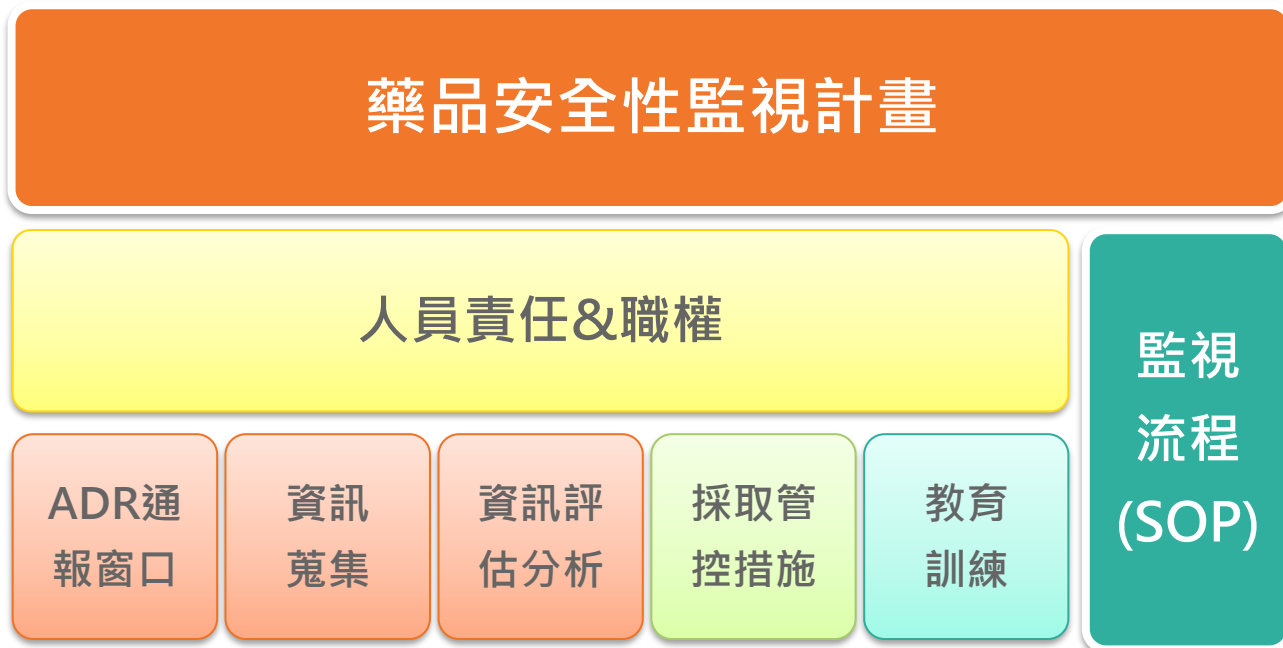 藥品安全性監視計畫
人員責任&職權
監視
流程
(SOP)
ADR通
報窗口
資訊
蒐集
資訊評
估分析
採取管
控措施
教育
訓練